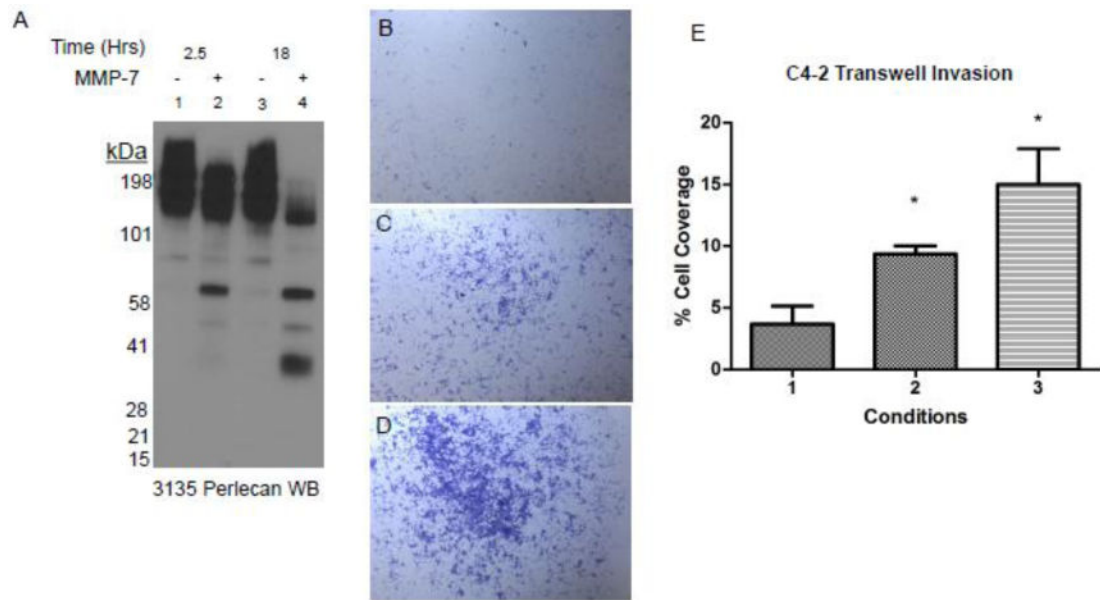 A
Time (Hrs) 2.5 18
MMP-7 - + - +
1 2 3 4
kDa
198
101
58
41
28
21
15
3135 Perlecan WB
B
C
D
E
C4-2 Transwell Invasion
% Cell Coverage
20
15
10
5
0
* *
1 2 3
Conditions